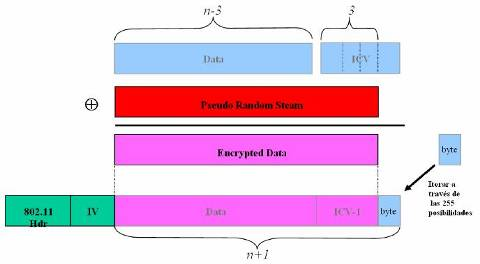 n-3
3
Data
ICV
⊕
Pseudo Random Steam
Encrypted Data
byte
Iterar a
través de
las 255
posibilidades
802.11
Hdr
IV
Data
ICV-1
byte
n+1